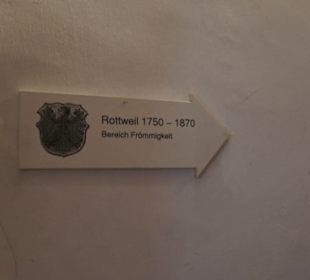 Rottweil 1750 – 1870
Bereich Frömmigkeit